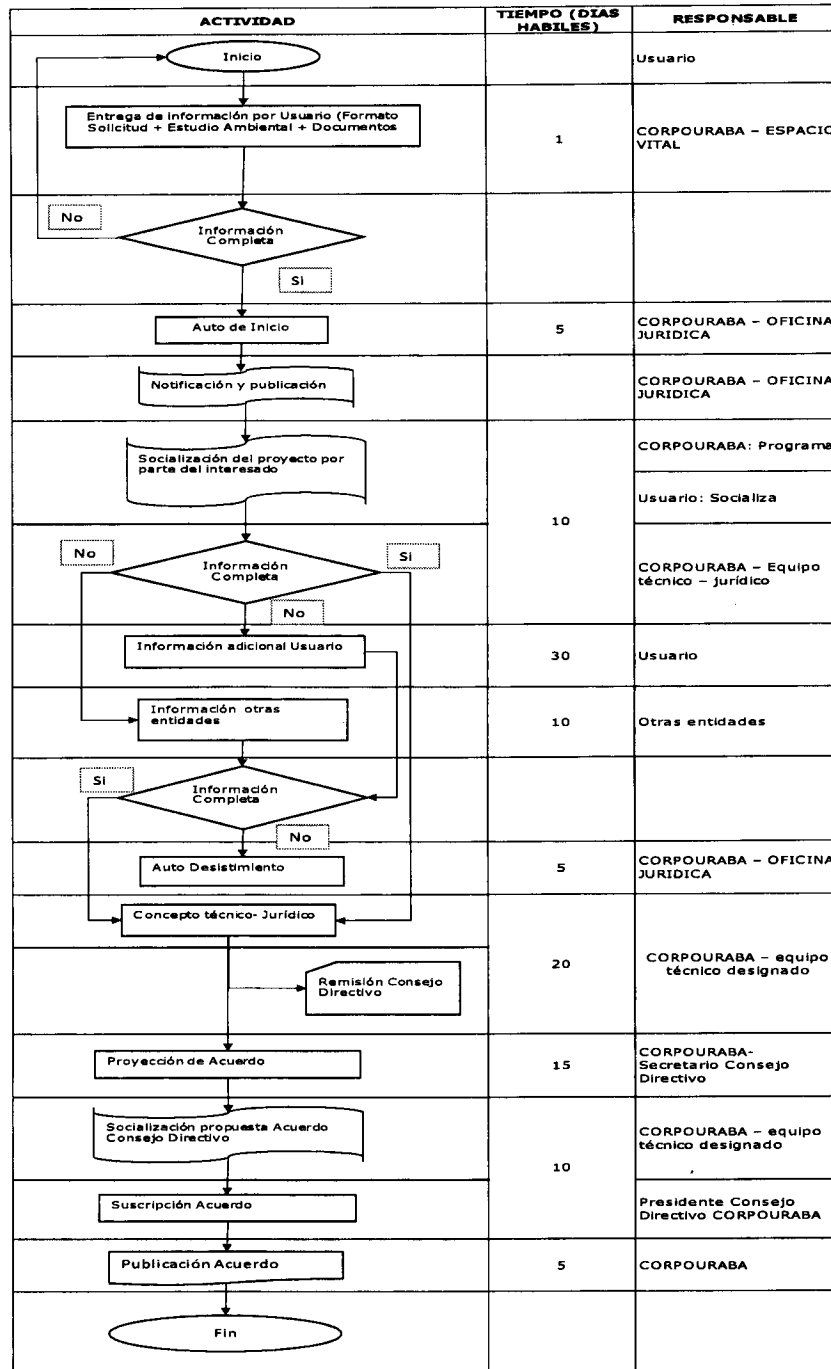 ACTIVIDAD
TIEMPO (DIAS
HABILES)
RESPONSABLE
Inicio
Usuario
Entrega de información por Usuario (Formato
Solicitud + Estudio Ambiental + Documentos
1
CORPOURABA – ESPACIO
VITAL
No
Información
Completa
Si
Auto de Inicio
5
CORPOURABA – OFICINA
JURIDICA
Notificación y publicación
CORPOURABA – OFICINA
JURIDICA
Socialización del proyecto por
parte del interesado
10
CORPOURABA: Programa
Usuario: Socializa
No
Información
Completa
Si
CORPOURABA – Equipo
técnico – jurídico
No
Información adicional Usuario
30
Usuario
Información otras
entidades
10
Otras entidades
Si
Información
Completa
No
Auto Desistimiento
5
CORPOURABA – OFICINA
JURIDICA
Concepto técnico- Jurídico
20
CORPOURABA – equipo
técnico designado
Remisión Consejo
Directivo
Proyección de Acuerdo
15
CORPOURABA-
Secretario Consejo
Directivo
Socialización propuesta Acuerdo
Consejo Directivo
10
CORPOURABA – equipo
técnico designado
Suscripción Acuerdo
Presidente Consejo
Directivo CORPOURABA
Publicación Acuerdo
5
CORPOURABA
Fin